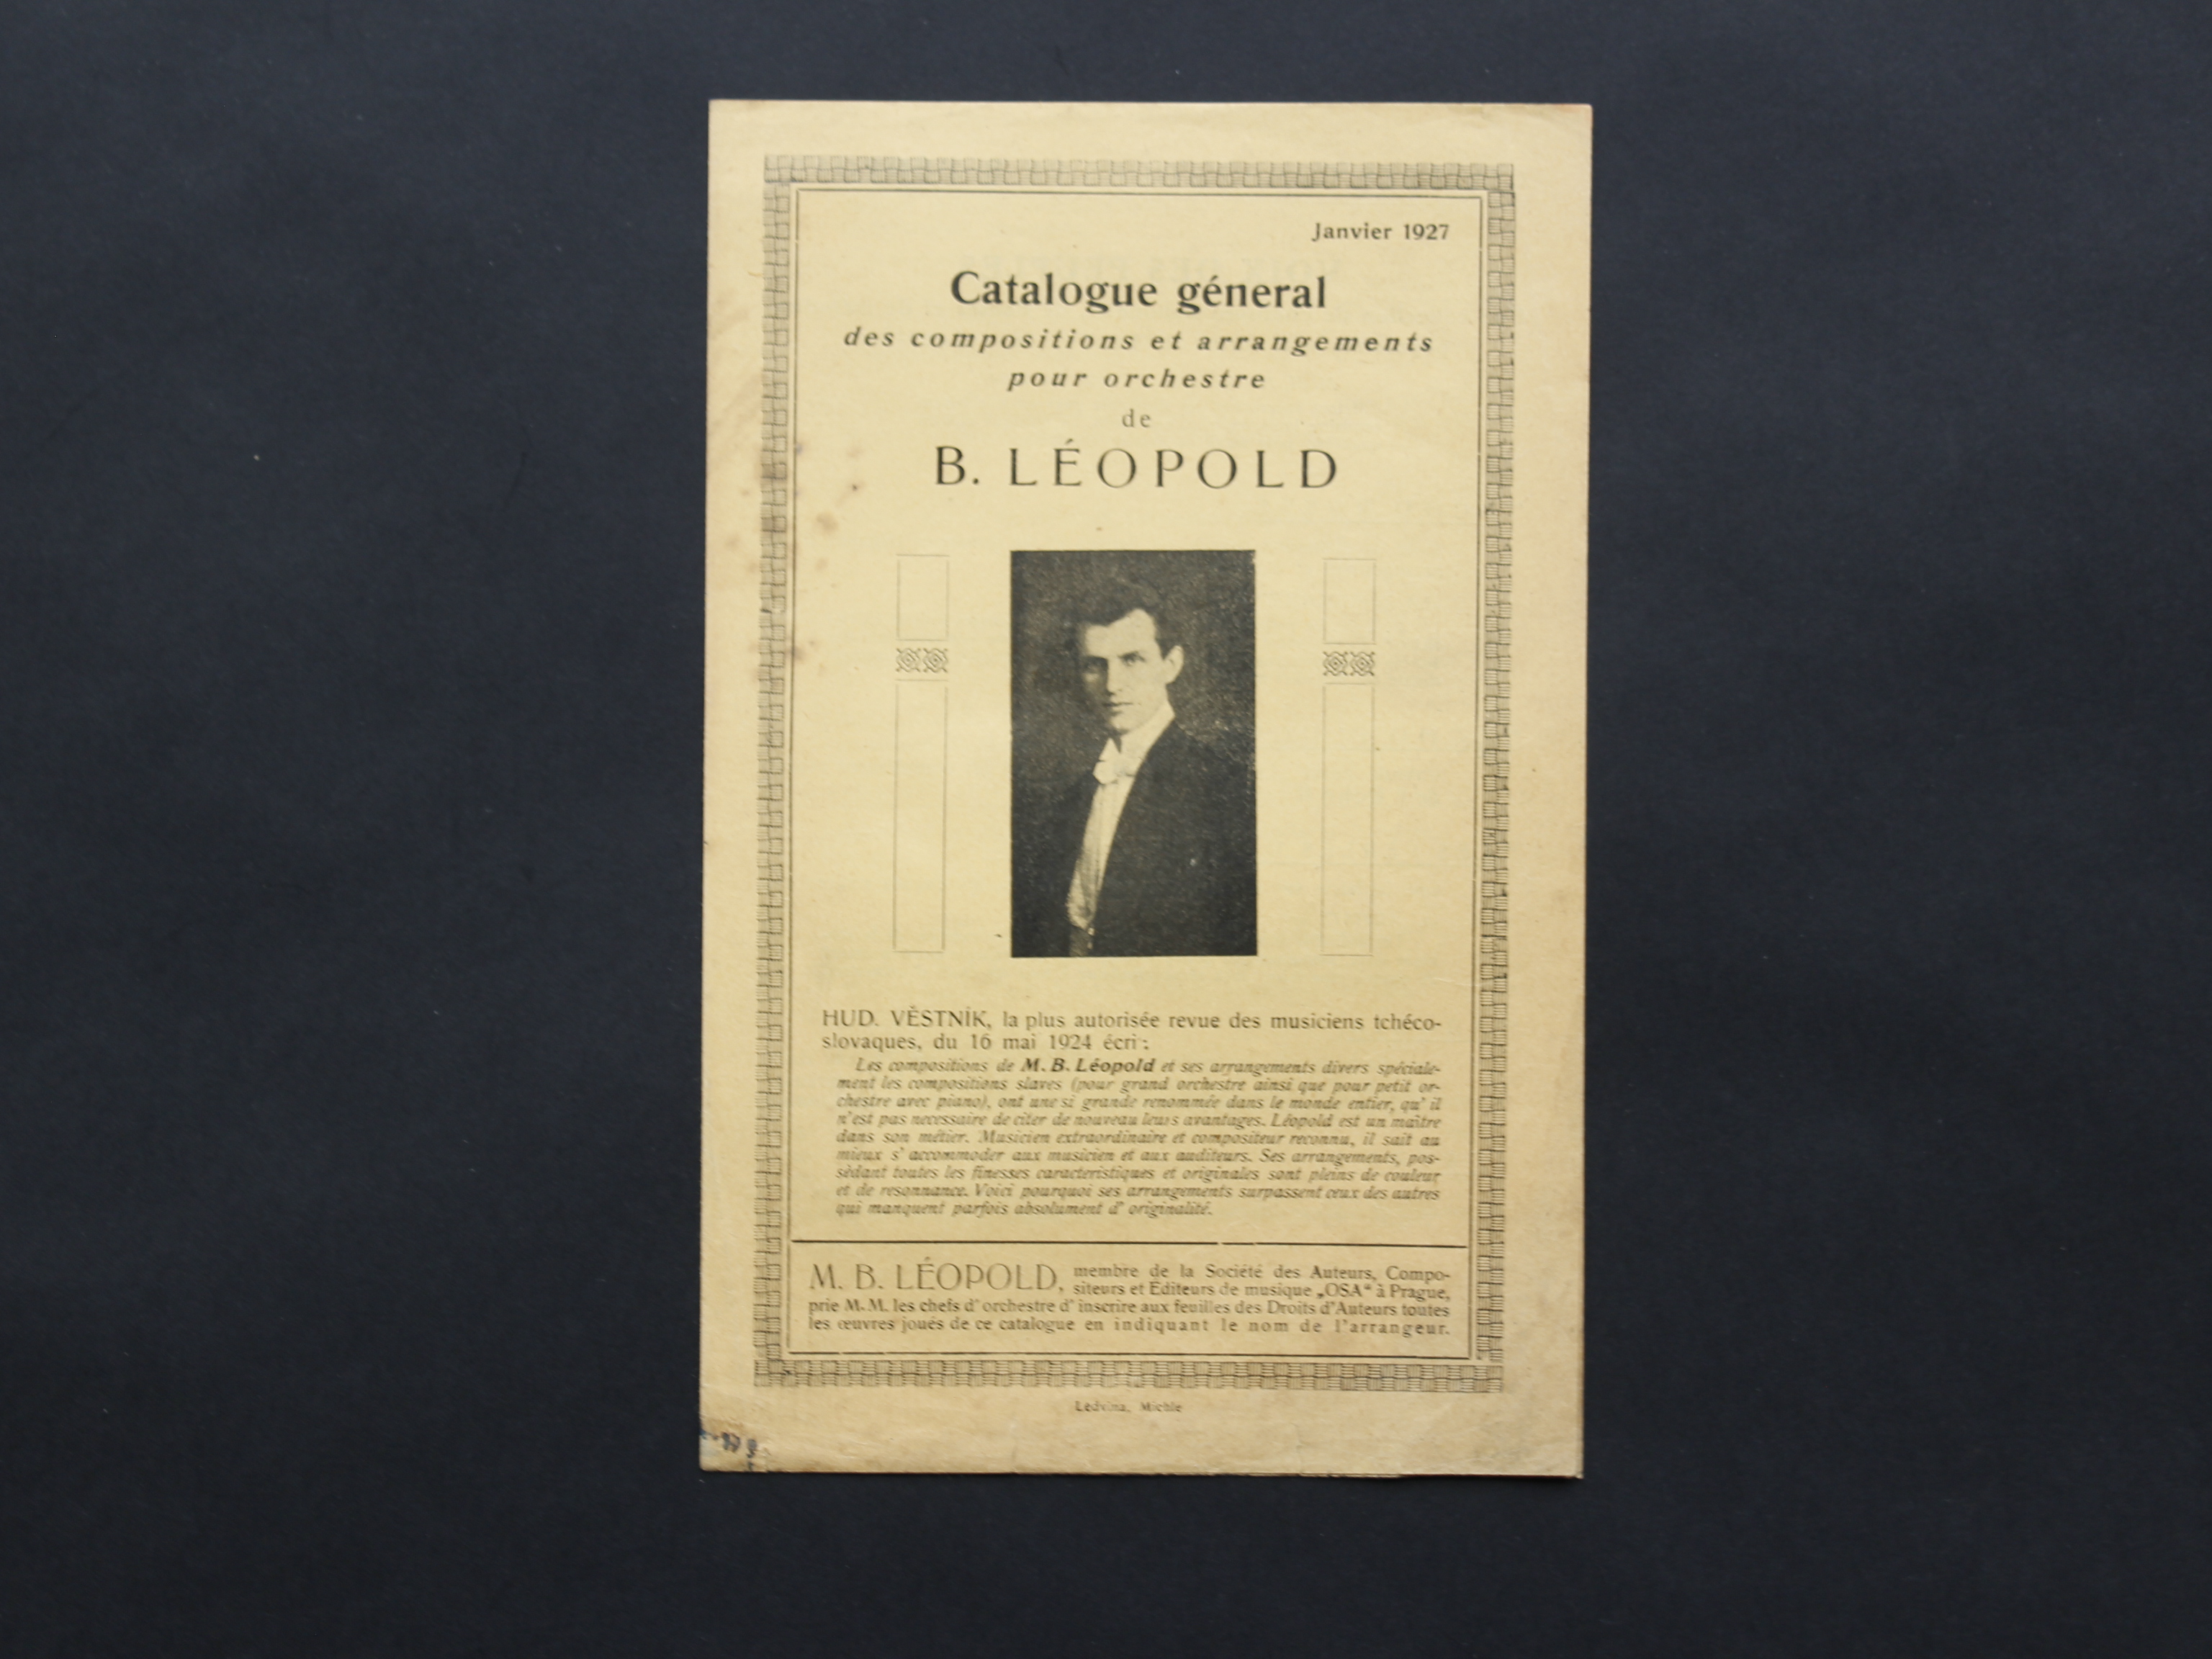 Janvier 1927
Catalogue géneral
des compositions et arrangements
pour orchestre
de
B. LÉOPOLD
HUD. VĚSTNÍK, la plus autorisée revue des musiciens tchéco-
slovaques, du 16 mai 1924 écri:
Les compositions de M. B. Léopold et ses arrangements divers spéciale-
ment les compositions slaves (pour grand orchestre ainsi que pour petit or-
chestre avec piano), ont une si grande renommée dans le monde entier, qu' il
n'est pas necessaire de citer de nouveau leurs avantages. Léopold est un maître
dans son métier. Musicien extraordinaire et compositeur reconnu, il sait au
mieux s' accommoder aux musicien et aux auditeurs. Ses arrangements, pos-
sèdant toutes les finesses caracteristiques et originales sont pleins de couleur
et de resonnance. Voici pourquoi ses arrangements surpassent ceux des autres
qui manquent parfois absolument d' originalité.
M. B. LÉOPOLD, membre de la Société des Auteurs, Compo-
siteurs et Éditeurs de musique „OSA“ à Prague,
prie M. M. les chefs d' orchestre d' inscrire aux feuilles des Droits d'Auteurs toutes
les œuvres joués de ce catalogue en indiquant le nom de l'arrangeur.
Ledvina, Michle